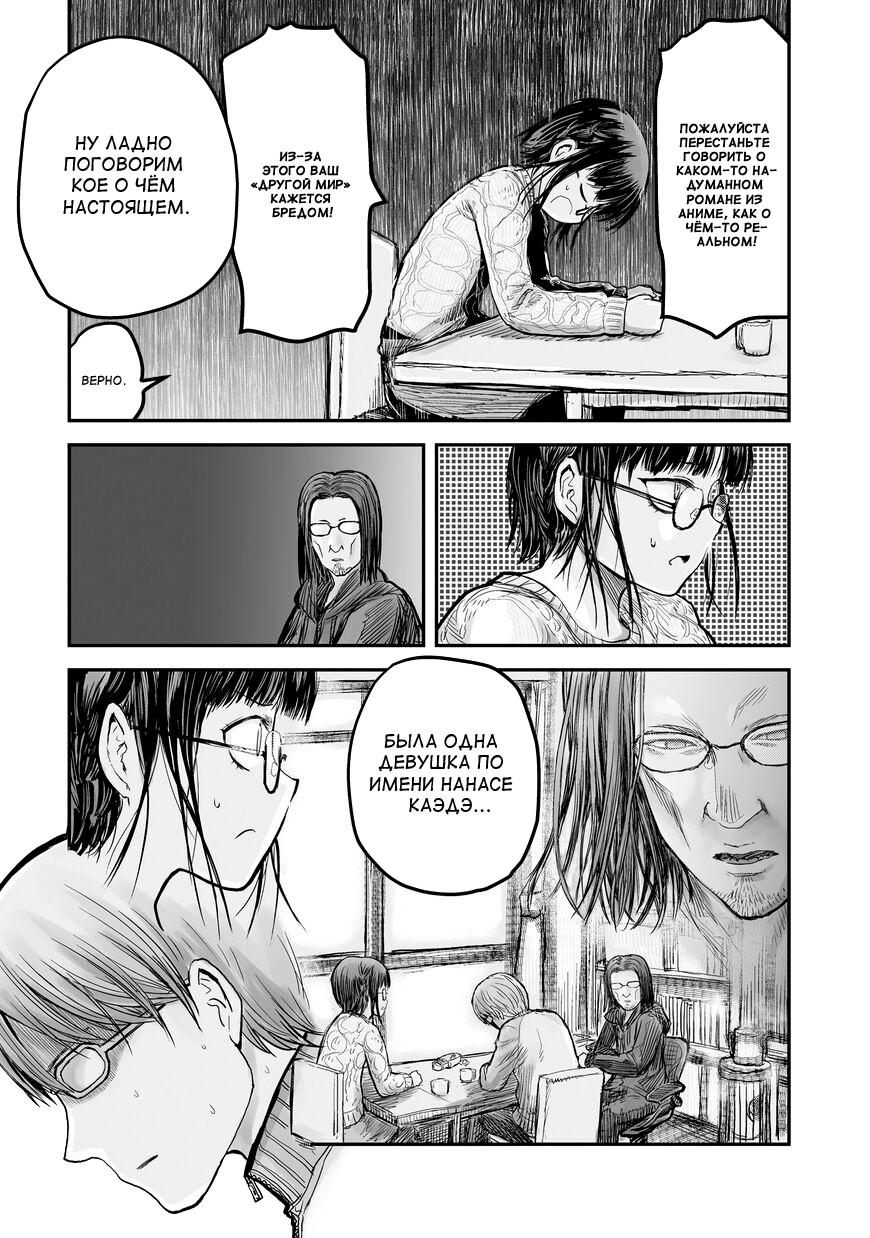 ПОЖАЛУЙСТА
ПЕРЕСТАНЬТЕ
ГОВОРИТЬ О
КАКОМ-ТО НА-
ДУМАННОМ
РОМАНЕ ИЗ
АНИМЕ, КАК О
ЧЁМ-ТО РЕ-
АЛЬНОМ!
ИЗ-ЗА
ЭТОГО ВАШ
«ДРУГОЙ МИР»
КАЖЕТСЯ
БРЕДОМ!
НУ ЛАДНО
ПОГОВОРИМ
КОЕ О ЧЁМ
НАСТОЯЩЕМ.
ВЕРНО.
БЫЛА ОДНА
ДЕВУШКА ПО
ИМЕНИ НАНАСЕ
КАЭДЭ...